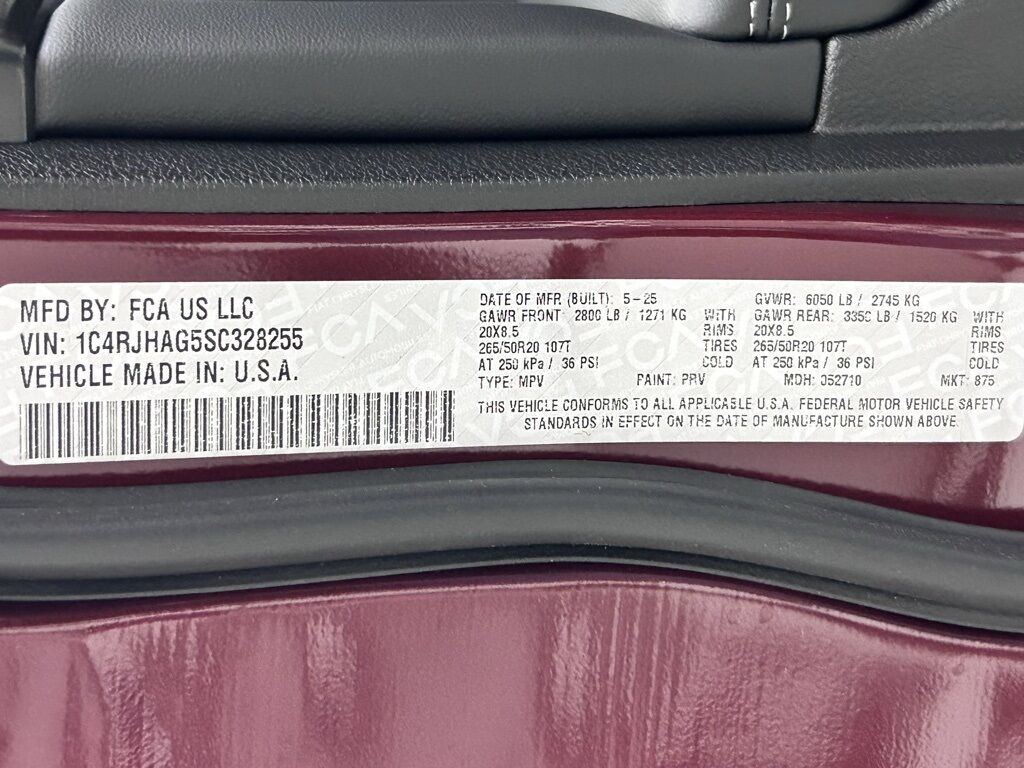 MFD BY: FCA US LLC
VIN: 1C4RJHAG5SC328255
VEHICLE MADE IN: U.S.A.
DATE OF MFR (BUILT): 5-25 GVWR: 6050 LB / 2745 KG
GAWR FRONT: 2800 LB / 1271 KG WITH GAWR REAR: 3350 LB / 1520 KG WITH
20X8.5 RIMS 20X8.5 RIMS
265/50R20 107T TIRES 265/50R20 107T TIRES
AT 250 kPa / 36 PSI COLD AT 250 kPa / 36 PSI COLD
TYPE: MPV PAINT: PRV MDH: 052710 MKT: 875
THIS VEHICLE CONFORMS TO ALL APPLICABLE U.S.A. FEDERAL MOTOR VEHICLE SAFETY
STANDARDS IN EFFECT ON THE DATE OF MANUFACTURE SHOWN ABOVE.